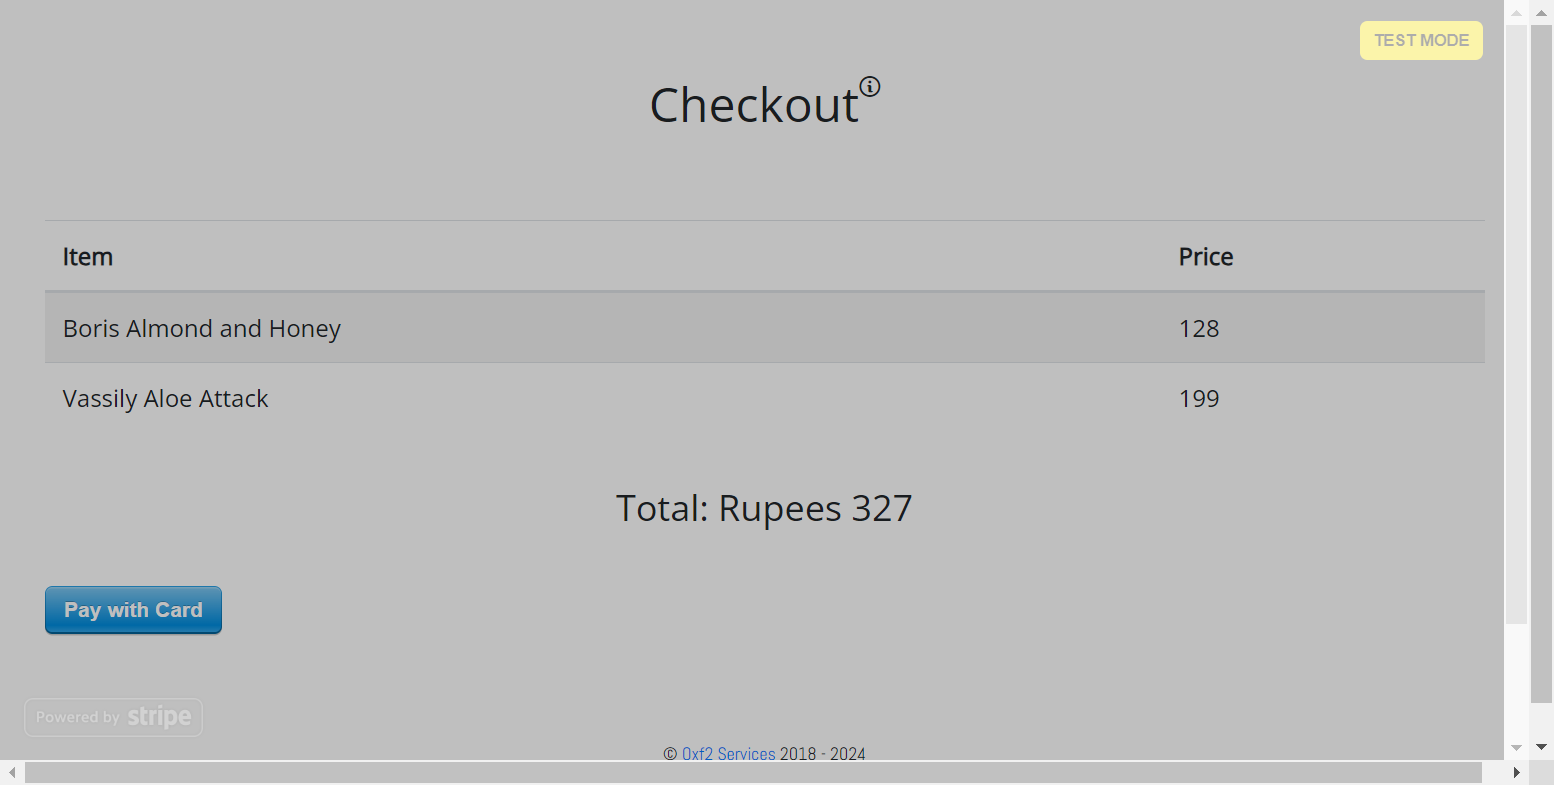 TEST MODE
Checkout
Item Price
Boris Almond and Honey 128
Vassily Aloe Attack 199
Total: Rupees 327
Pay with Card
Powered by stripe
© Qxf2 Services 2018 - 2024